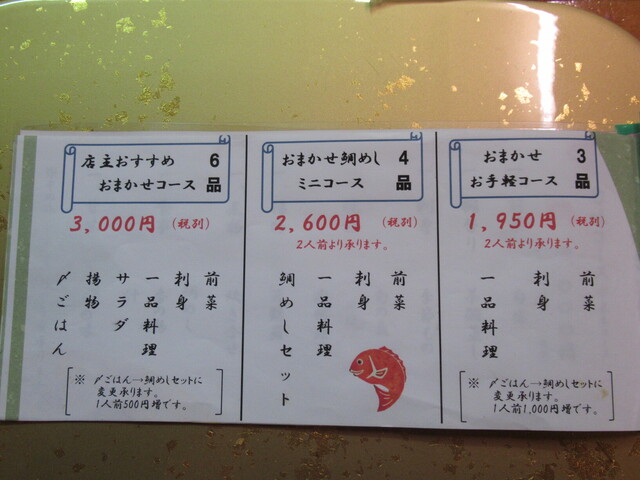 店主おすすめ
おまかせコース
6品
3,000円(税別)
前菜
刺身
一品料理
サラダ
揚物
〆ごはん
※ 〆ごはん→鯛めしセットに
変更承ります。
1人前500円増です。
おまかせ鯛めし
ミニコース
4品
2,600円(税別)
2人前より承ります。
前菜
刺身
一品料理
鯛めしセット
おまかせ
お手軽コース
3品
1,950円(税別)
2人前より承ります。
前菜
刺身
一品料理
※ 〆ごはん→鯛めしセットに
変更承ります。
1人前1,000円増です。